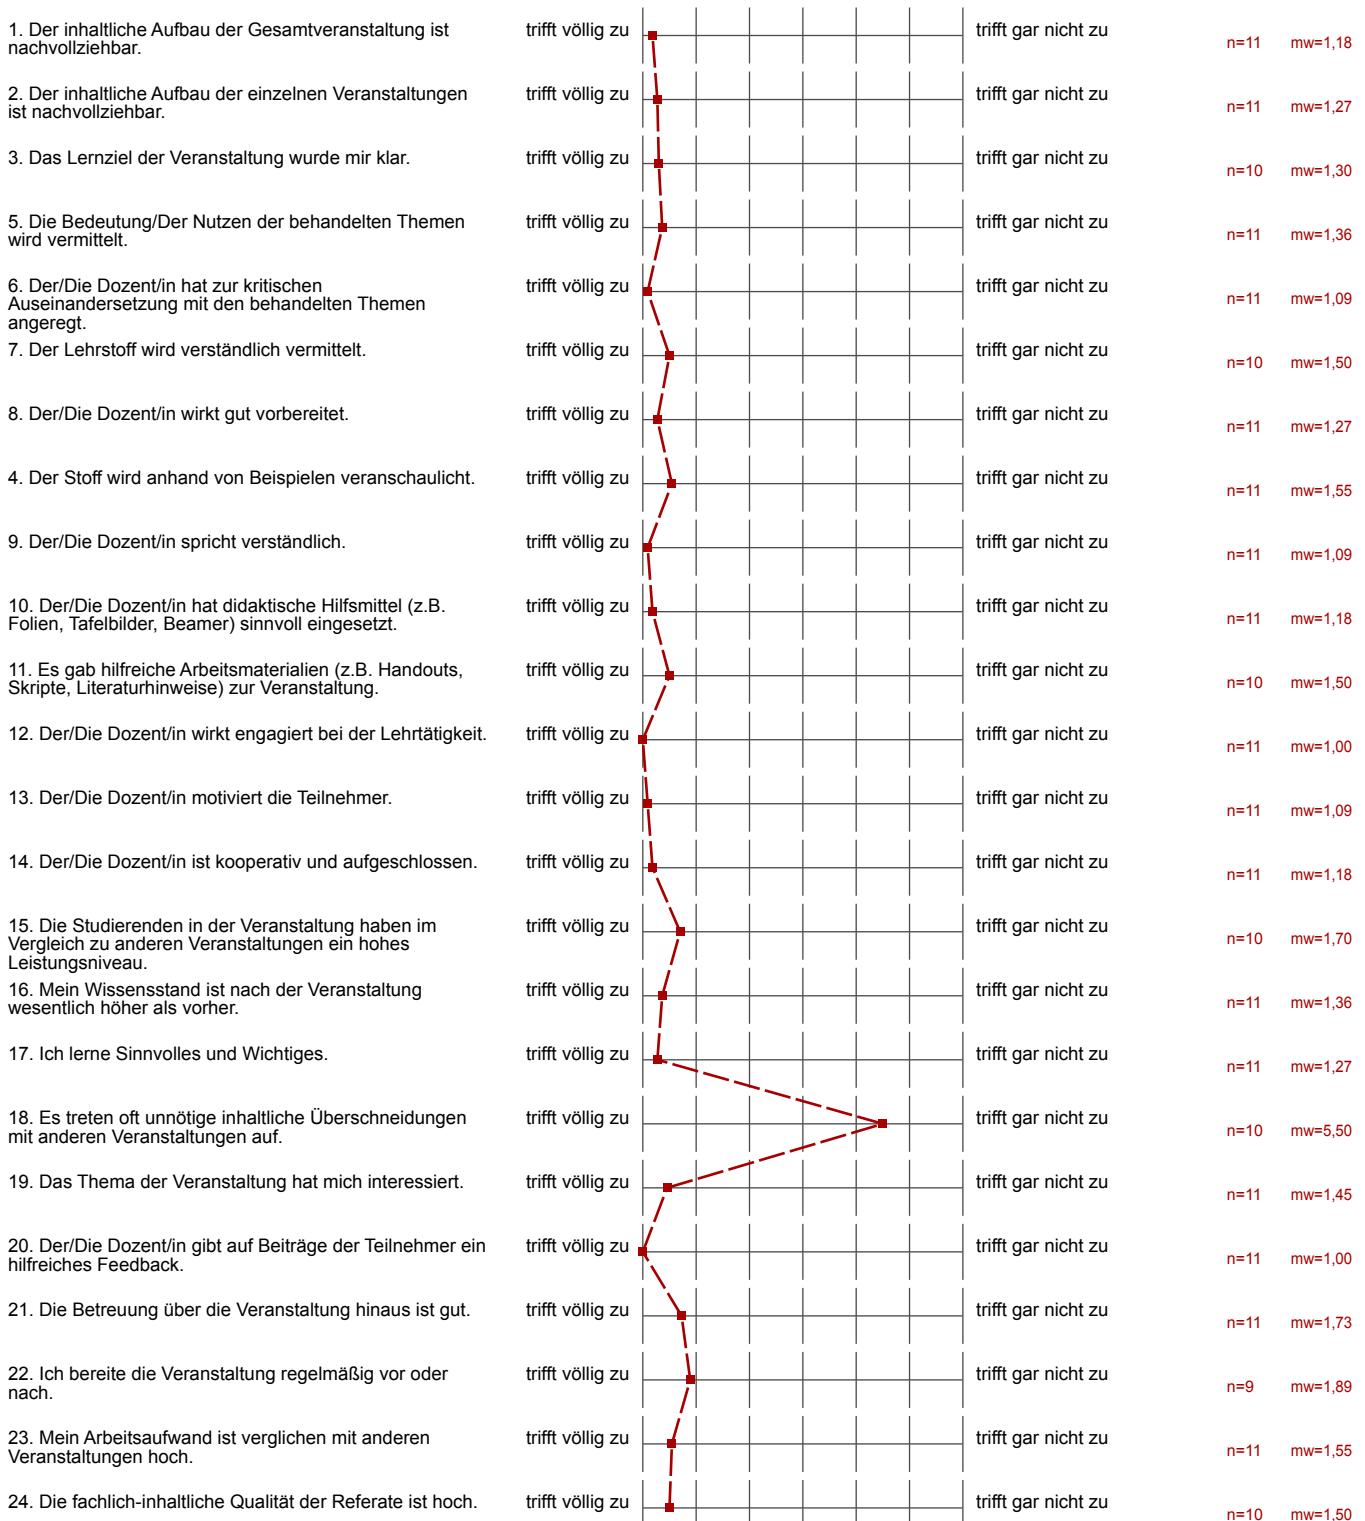 1. Der inhaltliche Aufbau der Gesamtveranstaltung ist
nachvollziehbar.
trifft völlig zu
trifft gar nicht zu
n=11 mw=1,18
2. Der inhaltliche Aufbau der einzelnen Veranstaltungen
ist nachvollziehbar.
trifft völlig zu
trifft gar nicht zu
n=11 mw=1,27
3. Das Lernziel der Veranstaltung wurde mir klar.
trifft völlig zu
trifft gar nicht zu
n=10 mw=1,30
5. Die Bedeutung/Der Nutzen der behandelten Themen
wird vermittelt.
trifft völlig zu
trifft gar nicht zu
n=11 mw=1,36
6. Der/Die Dozent/in hat zur kritischen
Auseinandersetzung mit den behandelten Themen
angeregt.
trifft völlig zu
trifft gar nicht zu
n=11 mw=1,09
7. Der Lehrstoff wird verständlich vermittelt.
trifft völlig zu
trifft gar nicht zu
n=10 mw=1,50
8. Der/Die Dozent/in wirkt gut vorbereitet.
trifft völlig zu
trifft gar nicht zu
n=11 mw=1,27
4. Der Stoff wird anhand von Beispielen veranschaulicht.
trifft völlig zu
trifft gar nicht zu
n=11 mw=1,55
9. Der/Die Dozent/in spricht verständlich.
trifft völlig zu
trifft gar nicht zu
n=11 mw=1,09
10. Der/Die Dozent/in hat didaktische Hilfsmittel (z.B.
Folien, Tafelbilder, Beamer) sinnvoll eingesetzt.
trifft völlig zu
trifft gar nicht zu
n=11 mw=1,18
11. Es gab hilfreiche Arbeitsmaterialien (z.B. Handouts,
Skripte, Literaturhinweise) zur Veranstaltung.
trifft völlig zu
trifft gar nicht zu
n=10 mw=1,50
12. Der/Die Dozent/in wirkt engagiert bei der Lehrtätigkeit.
trifft völlig zu
trifft gar nicht zu
n=11 mw=1,00
13. Der/Die Dozent/in motiviert die Teilnehmer.
trifft völlig zu
trifft gar nicht zu
n=11 mw=1,09
14. Der/Die Dozent/in ist kooperativ und aufgeschlossen.
trifft völlig zu
trifft gar nicht zu
n=11 mw=1,18
15. Die Studierenden in der Veranstaltung haben im
Vergleich zu anderen Veranstaltungen ein hohes
Leistungsniveau.
trifft völlig zu
trifft gar nicht zu
n=10 mw=1,70
16. Mein Wissensstand ist nach der Veranstaltung
wesentlich höher als vorher.
trifft völlig zu
trifft gar nicht zu
n=11 mw=1,36
17. Ich lerne Sinnvolles und Wichtiges.
trifft völlig zu
trifft gar nicht zu
n=11 mw=1,27
18. Es treten oft unnötige inhaltliche Überschneidungen
mit anderen Veranstaltungen auf.
trifft völlig zu
trifft gar nicht zu
n=10 mw=5,50
19. Das Thema der Veranstaltung hat mich interessiert.
trifft völlig zu
trifft gar nicht zu
n=11 mw=1,45
20. Der/Die Dozent/in gibt auf Beiträge der Teilnehmer ein
hilfreiches Feedback.
trifft völlig zu
trifft gar nicht zu
n=11 mw=1,00
21. Die Betreuung über die Veranstaltung hinaus ist gut.
trifft völlig zu
trifft gar nicht zu
n=11 mw=1,73
22. Ich bereite die Veranstaltung regelmäßig vor oder
nach.
trifft völlig zu
trifft gar nicht zu
n=9 mw=1,89
23. Mein Arbeitsaufwand ist verglichen mit anderen
Veranstaltungen hoch.
trifft völlig zu
trifft gar nicht zu
n=11 mw=1,55
24. Die fachlich-inhaltliche Qualität der Referate ist hoch.
trifft völlig zu
trifft gar nicht zu
n=10 mw=1,50